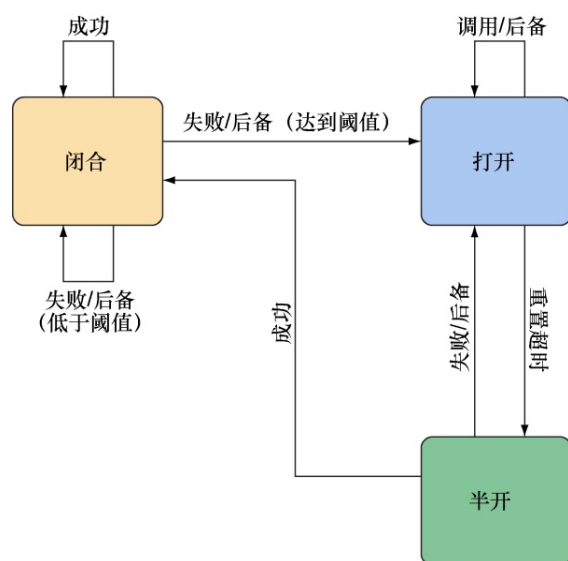 成功
调用/后备
失败/后备（达到阈值）
闭合
打开
失败/后备
(低于阈值)
成功
失败/后备
重置超时
半开